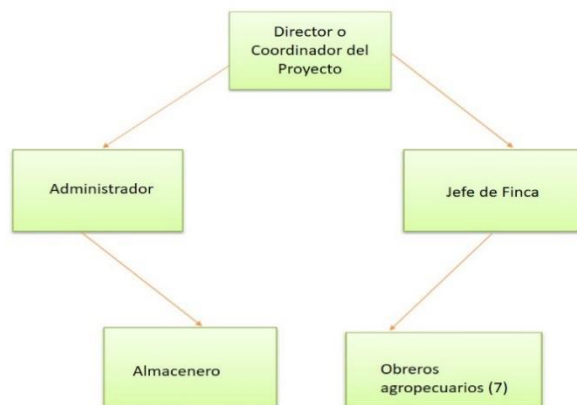 Director o
Coordinador del
Proyecto
Administrador
Jefe de Finca
Almacenero
Obreros
agropecuarios (7)